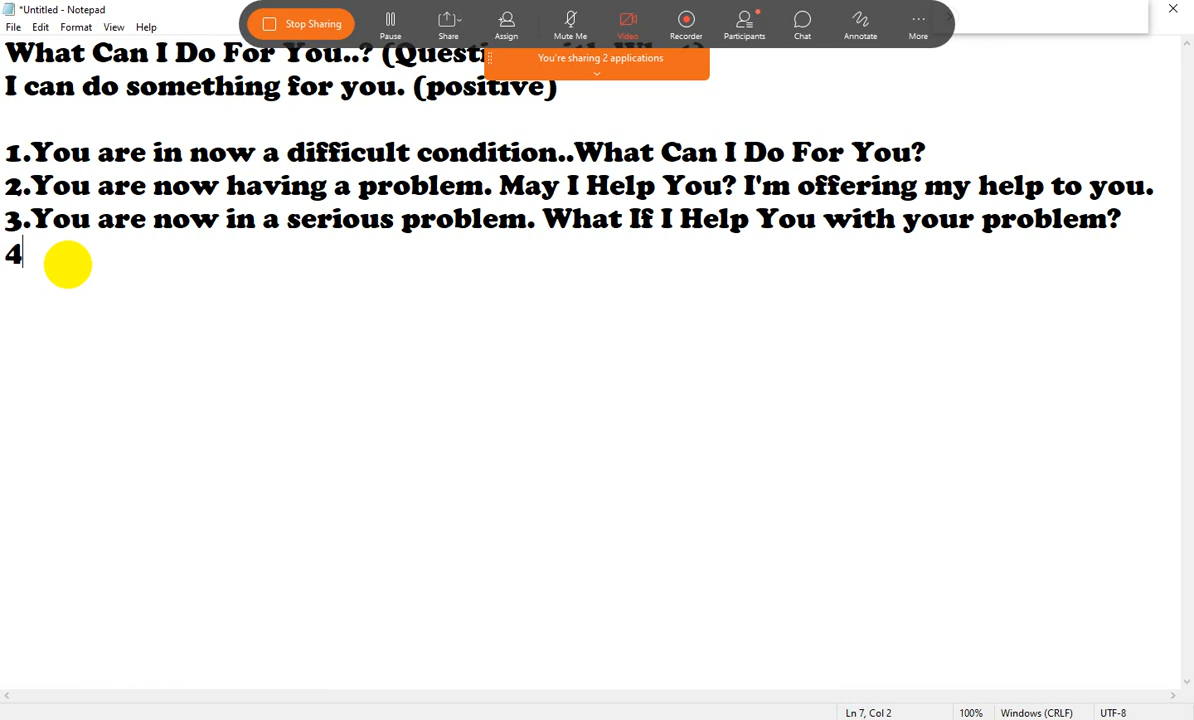 *Untitled - Notepad
File Edit Format View Help
Stop Sharing
Pause Share Assign Mute Me Video Recorder Participants Chat Annotate More
You're sharing 2 applications
What Can I Do For You..?
I can do something for you. (positive)
1.You are in now a difficult condition..What Can I Do For You?
2.You are now having a problem. May I Help You? I'm offering my help to you.
3.You are now in a serious problem. What If I Help You with your problem?
4
Ln 7, Col 2 100% Windows (CRLF) UTF-8